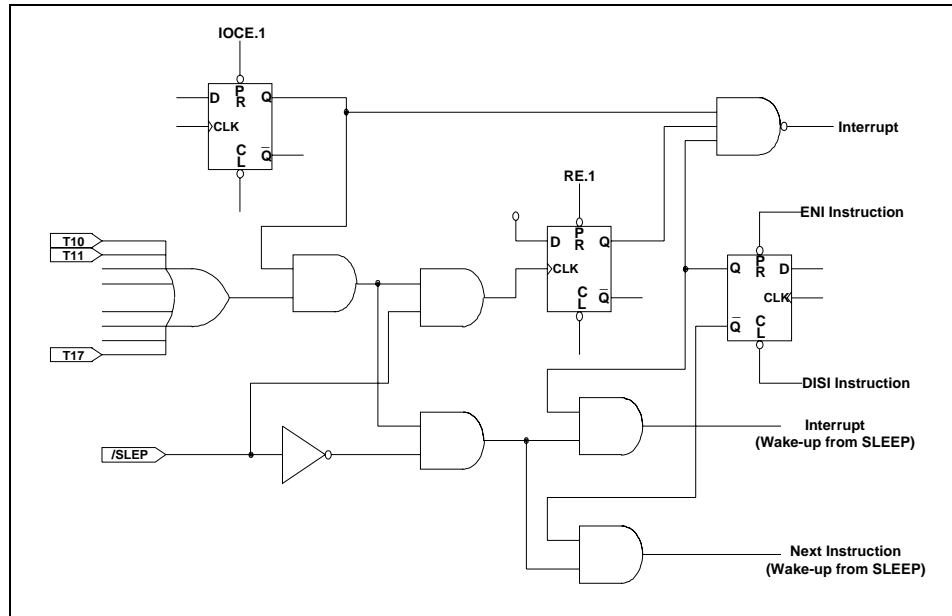 IOCE.1
D
PR
Q
CLK
CL
Q̅
Interrupt
RE.1
ENI Instruction
T10
T11
D
PR
Q
CLK
CL
Q̅
Q
PR
D
CLK
Q̅
CL
T17
DISI Instruction
Interrupt
(Wake-up from SLEEP)
/SLEP
Next Instruction
(Wake-up from SLEEP)